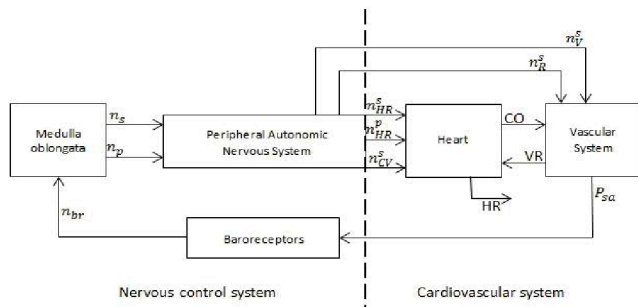 n_V^s
n_R^s
n_s
n_p
Medulla
oblongata
Peripheral Autonomic
Nervous System
n_HR^s
n_HR^p
n_CV^s
Heart
CO
VR
Vascular
System
HR
P_sa
n_br
Baroreceptors
Nervous control system
Cardiovascular system